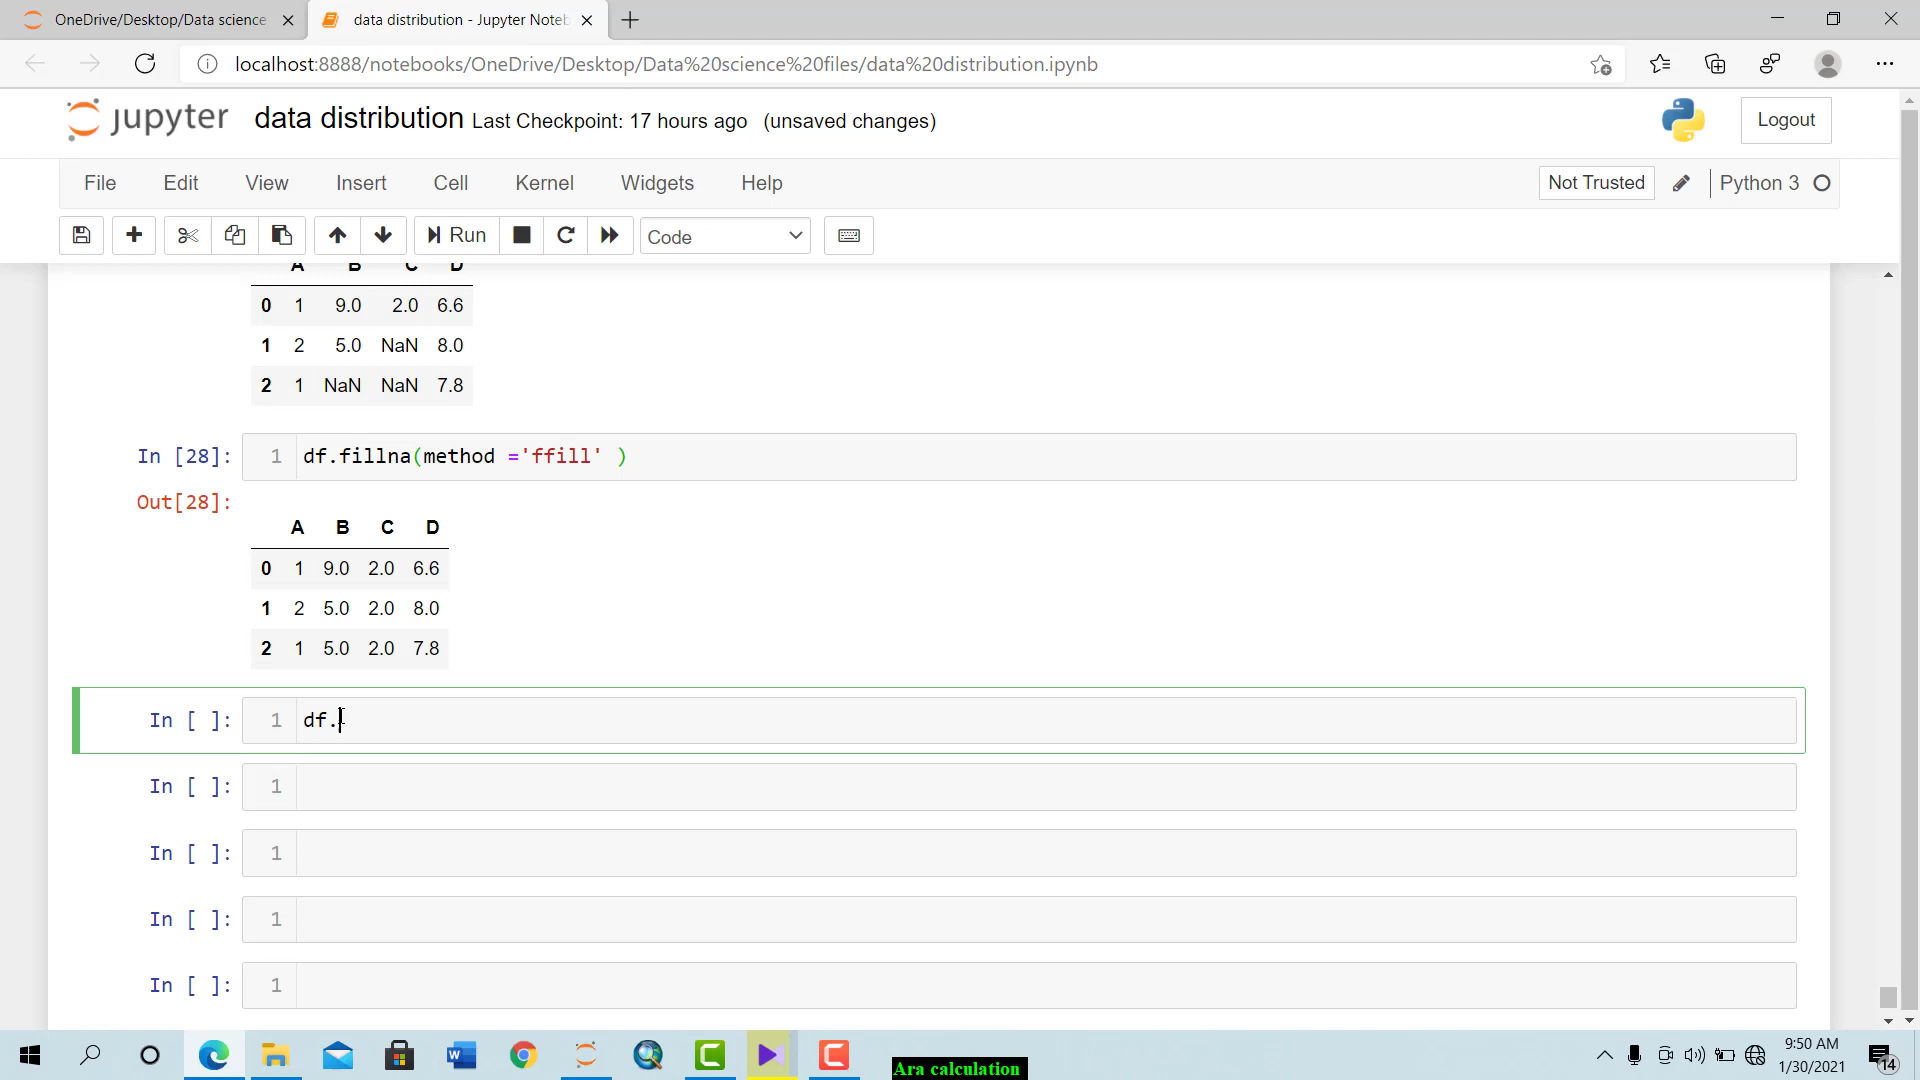 OneDrive/Desktop/Data science
data distribution - Jupyter Noteb
localhost:8888/notebooks/OneDrive/Desktop/Data%20science%20files/data%20distribution.ipynb
jupyter data distribution Last Checkpoint: 17 hours ago (unsaved changes)
Logout
File Edit View Insert Cell Kernel Widgets Help
Not Trusted Python 3
Run Code
A B C D
0 1 9.0 2.0 6.6
1 2 5.0 NaN 8.0
2 1 NaN NaN 7.8
In [28]: 1 df.fillna(method ='ffill' )
Out[28]:
A B C D
0 1 9.0 2.0 6.6
1 2 5.0 2.0 8.0
2 1 5.0 2.0 7.8
In [ ]: 1 df.
In [ ]: 1
In [ ]: 1
In [ ]: 1
In [ ]: 1
Ara calculation
9:50 AM
1/30/2021
14